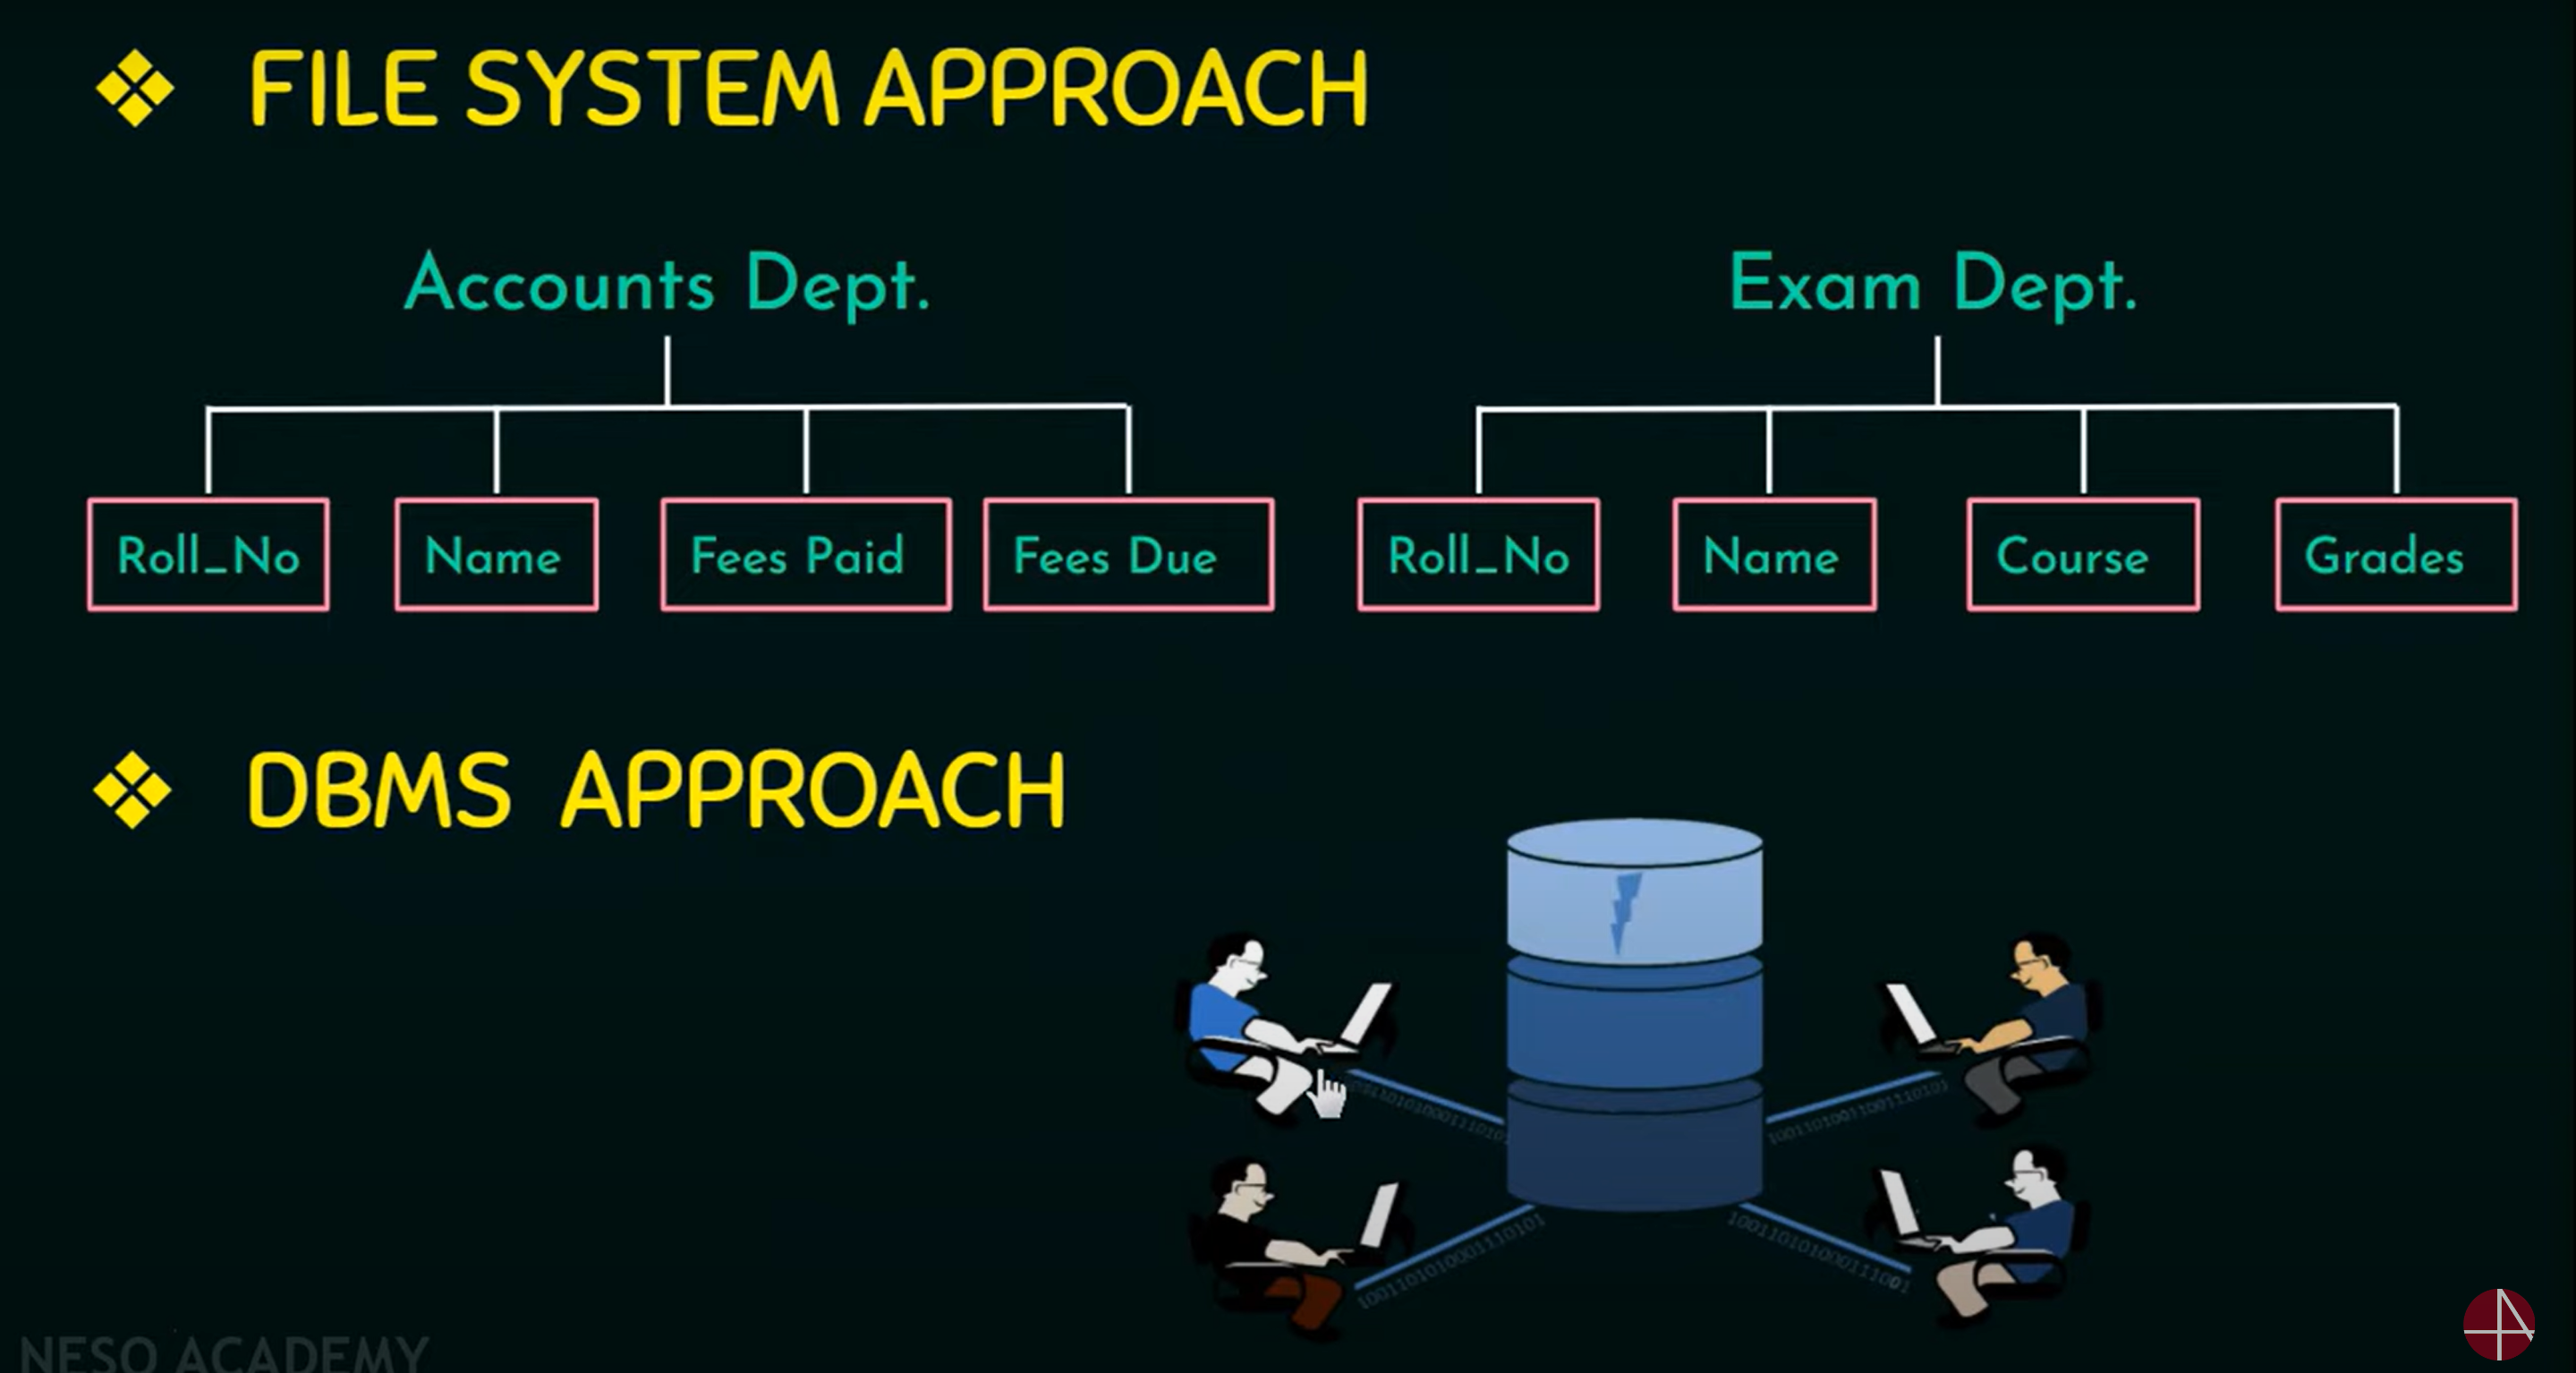 FILE SYSTEM APPROACH
Accounts Dept.
Exam Dept.
Roll_No
Name
Fees Paid
Fees Due
Roll_No
Name
Course
Grades
DBMS APPROACH
NESO ACADEMY